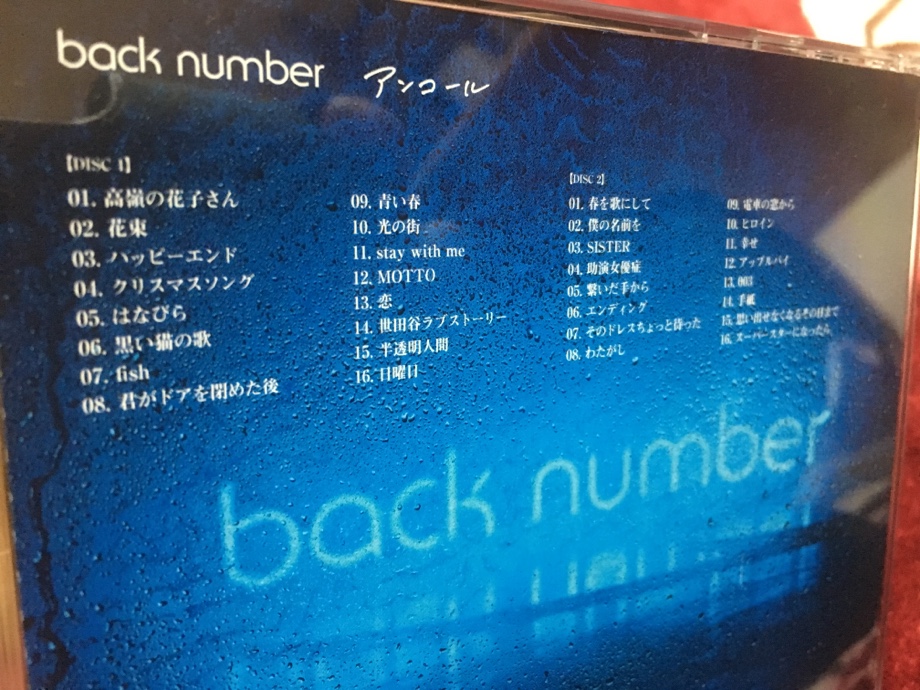 back number アンコール
【DISC 1】
01. 高嶺の花子さん
02. 花束
03. ハッピーエンド
04. クリスマスソング
05. はなびら
06. 黒い猫の歌
07. fish
08. 君がドアを閉めた後
09. 青い春
10. 光の街
11. stay with me
12. MOTTO
13. 恋
14. 世田谷ラブストーリー
15. 半透明人間
16. 日曜日
【DISC 2】
01. 春を歌にして
02. 僕の名前を
03. SISTER
04. 助演女優症
05. 繋いだ手から
06. エンディング
07. そのドレスちょっと待った
08. わたがし
09. 電車の窓から
10. ヒロイン
11. 幸せ
12. アップルパイ
13. 003
14. 手紙
15. 思い出せなくなるその日まで
16. スーパースターになったら
back number